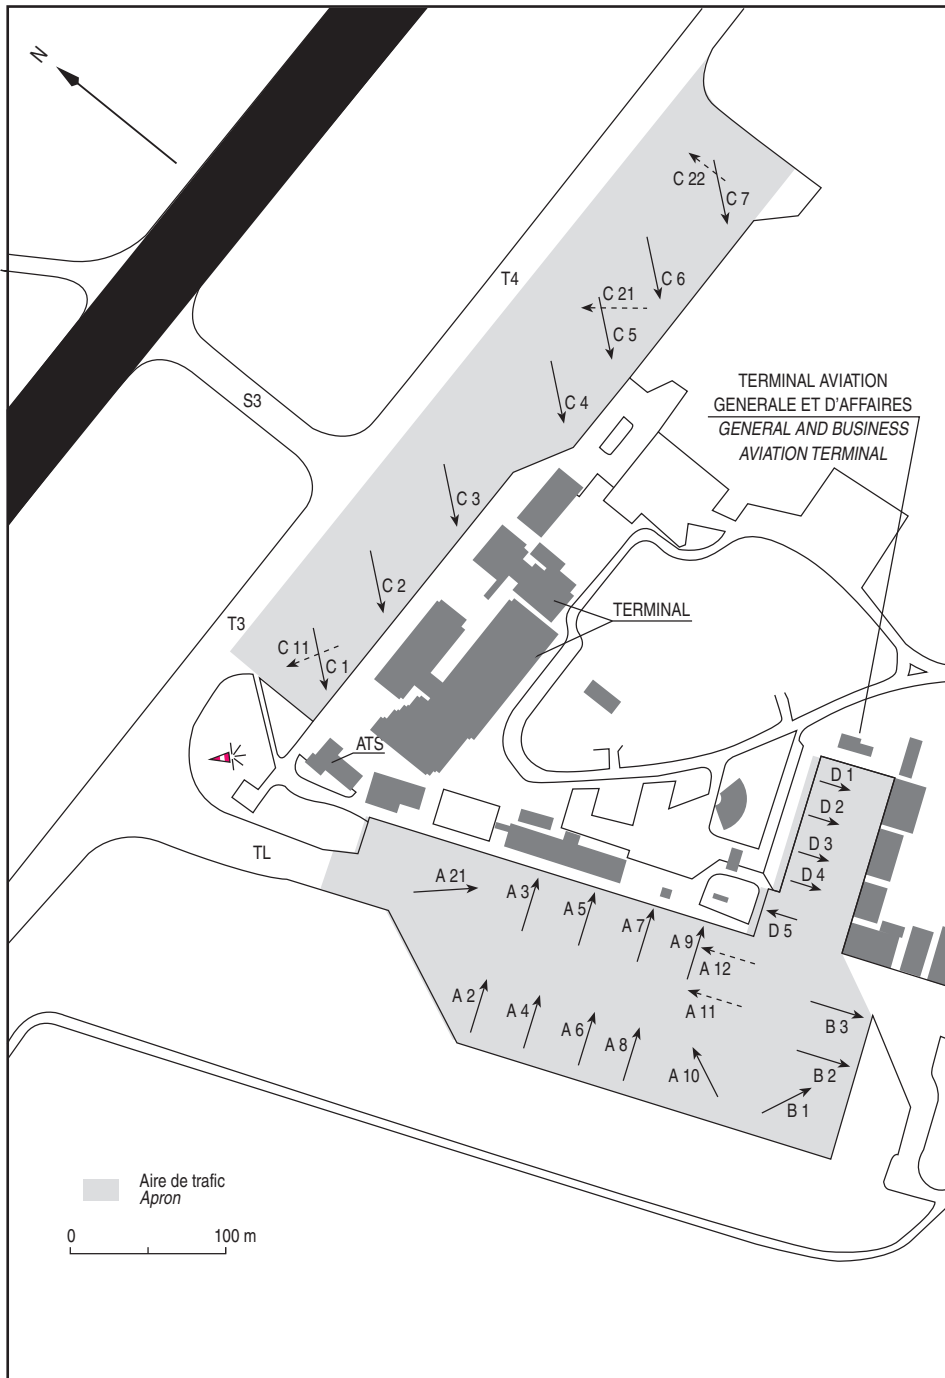 N
C 22
C 7
T4
C 6
C 21
C 5
TERMINAL AVIATION
GENERALE ET D'AFFAIRES
GENERAL AND BUSINESS
AVIATION TERMINAL
S3
C 4
C 3
C 2
TERMINAL
T3
C 11
C 1
ATS
D 1
D 2
TL
D 3
A 21
A 3
D 4
A 5
A 7
D 5
A 9
A 12
A 2
A 4
A 11
B 3
A 6
A 8
A 10
B 2
B 1
Aire de trafic
Apron
0
100 m